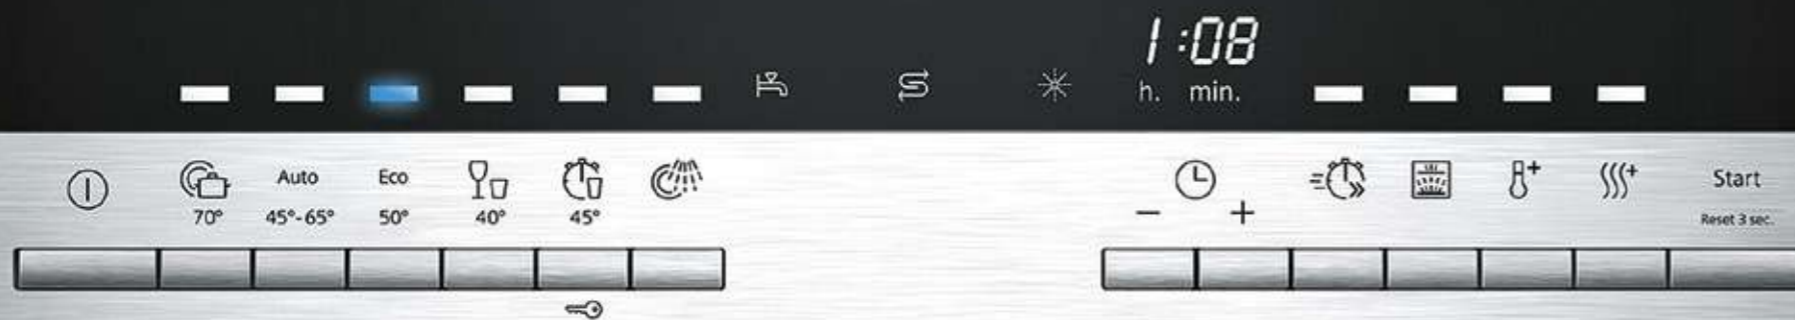 1:08
h. min.
Auto Eco
70° 45°-65° 50° 40° 45°
− +
Start
Reset 3 sec.